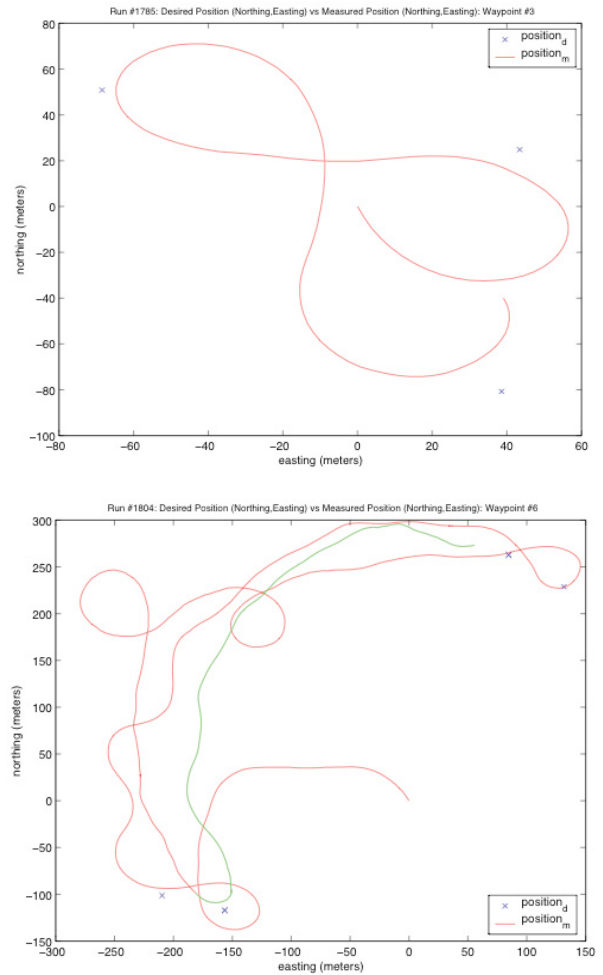 Run #1785: Desired Position (Northing,Easting) vs Measured Position (Northing,Easting): Waypoint #3
80
60
40
20
0
−20
−40
−60
−80
−100
northing (meters)
position_d
position_m
−80 −60 −40 −20 0 20 40 60
easting (meters)
Run #1804: Desired Position (Northing,Easting) vs Measured Position (Northing,Easting): Waypoint #6
300
250
200
150
100
50
0
−50
−100
−150
northing (meters)
position_d
position_m
−300 −250 −200 −150 −100 −50 0 50 100 150
easting (meters)